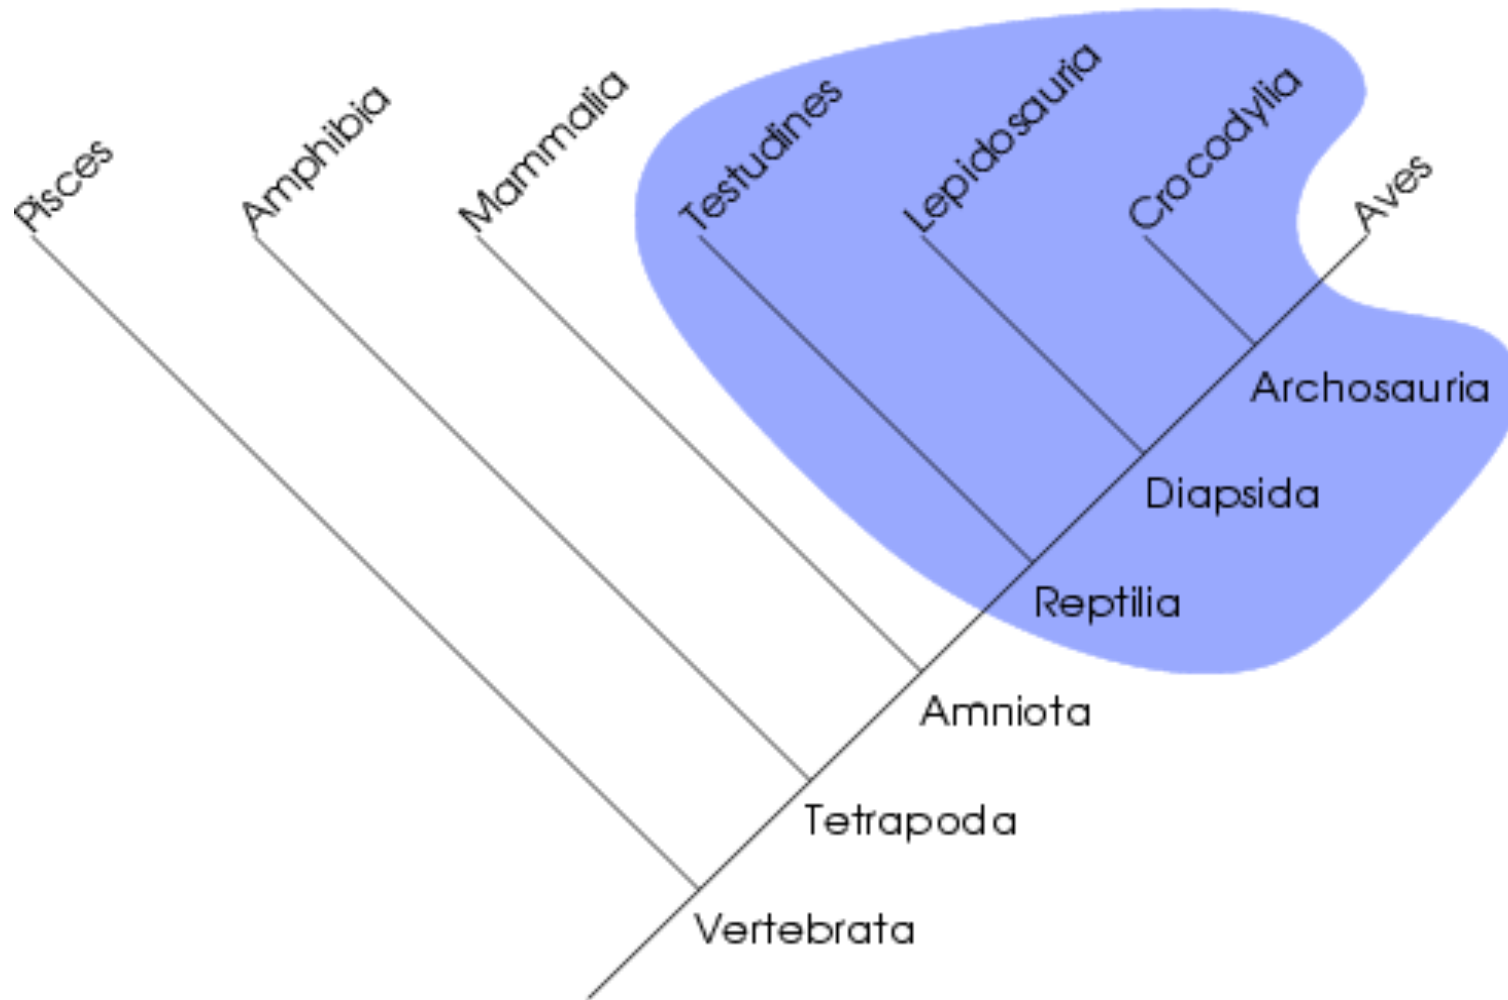 Pisces
Amphibia
Mammalia
Testudines
Lepidosauria
Crocodylia
Aves
Archosauria
Diapsida
Reptilia
Amniota
Tetrapoda
Vertebrata